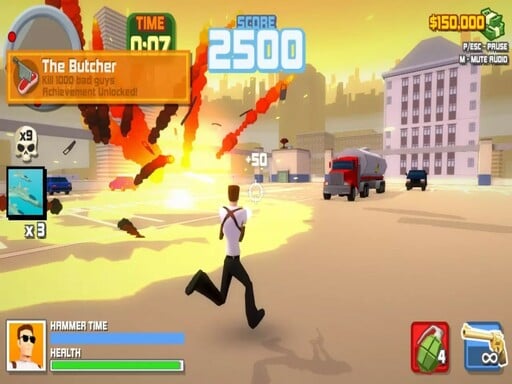 TIME
0:07
SCORE
2500
$150,000
P/ESC - PAUSE
M - MUTE AUDIO
The Butcher
Kill 1000 bad guys
Achievement Unlocked!
x9
+50
x 3
HAMMER TIME
HEALTH
4
∞